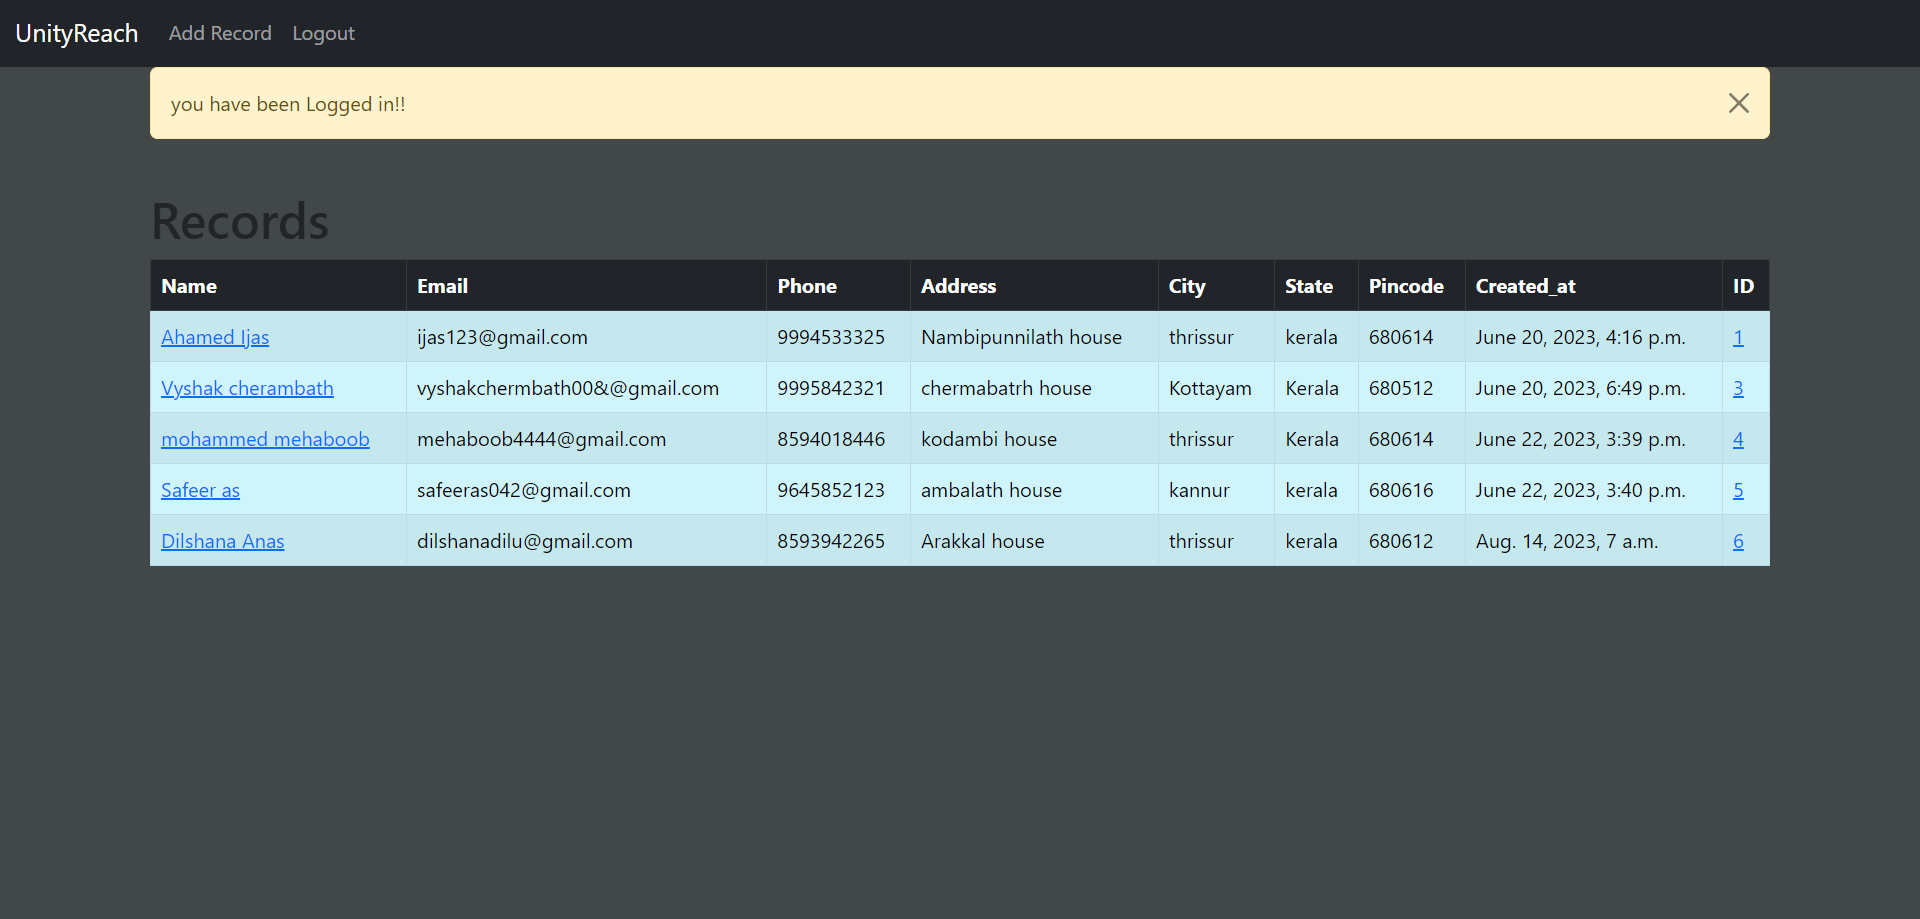 UnityReach Add Record Logout
you have been Logged in!!
Records
Name Email Phone Address City State Pincode Created_at ID
Ahamed Ijas ijas123@gmail.com 9994533325 Nambipunnilath house thrissur kerala 680614 June 20, 2023, 4:16 p.m. 1
Vyshak cherambath vyshakchermbath00&@gmail.com 9995842321 chermabatrh house Kottayam Kerala 680512 June 20, 2023, 6:49 p.m. 3
mohammed mehaboob mehaboob4444@gmail.com 8594018446 kodambi house thrissur Kerala 680614 June 22, 2023, 3:39 p.m. 4
Safeer as safeeras042@gmail.com 9645852123 ambalath house kannur kerala 680616 June 22, 2023, 3:40 p.m. 5
Dilshana Anas dilshanadilu@gmail.com 8593942265 Arakkal house thrissur kerala 680612 Aug. 14, 2023, 7 a.m. 6